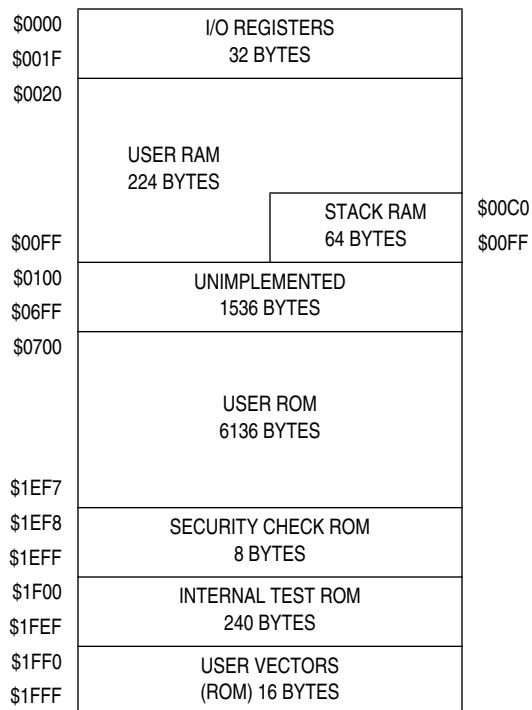 $0000
I/O REGISTERS
32 BYTES
$001F
$0020
USER RAM
224 BYTES
STACK RAM
64 BYTES
$00C0
$00FF
$00FF
$0100
UNIMPLEMENTED
1536 BYTES
$06FF
$0700
USER ROM
6136 BYTES
$1EF7
$1EF8
SECURITY CHECK ROM
8 BYTES
$1EFF
$1F00
INTERNAL TEST ROM
240 BYTES
$1FEF
$1FF0
USER VECTORS
(ROM) 16 BYTES
$1FFF